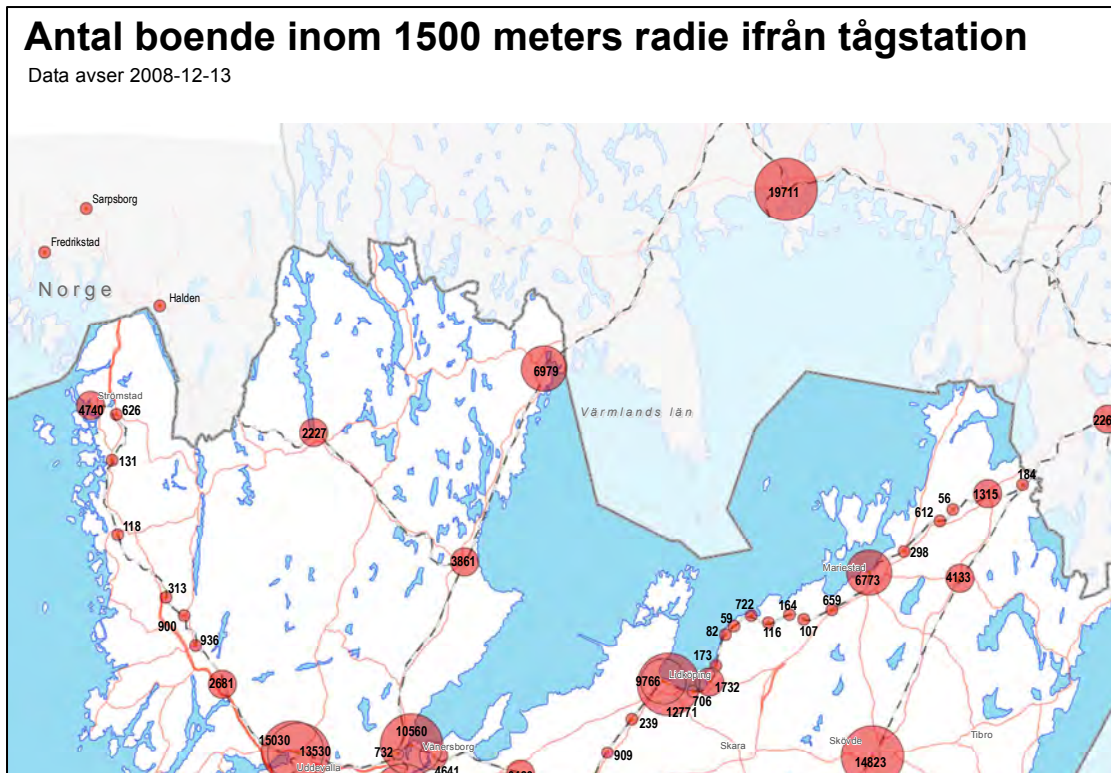 Antal boende inom 1500 meters radie ifrån tågstation
Data avser 2008-12-13
19711
Sarpsborg
Fredrikstad
Norge
Halden
6979
Strömstad
4740
626
Värmlands län
2227
131
184
56
1315
612
118
298
3861
Mariestad
6773
4133
313
722
164
659
59
900
82
116
107
936
173
9766
Lidköping
1732
2681
706
12771
239
15030
10560
732
Vänersborg
13530
Skara
Skövde
Tibro
909
4641
14823
Uddevalla